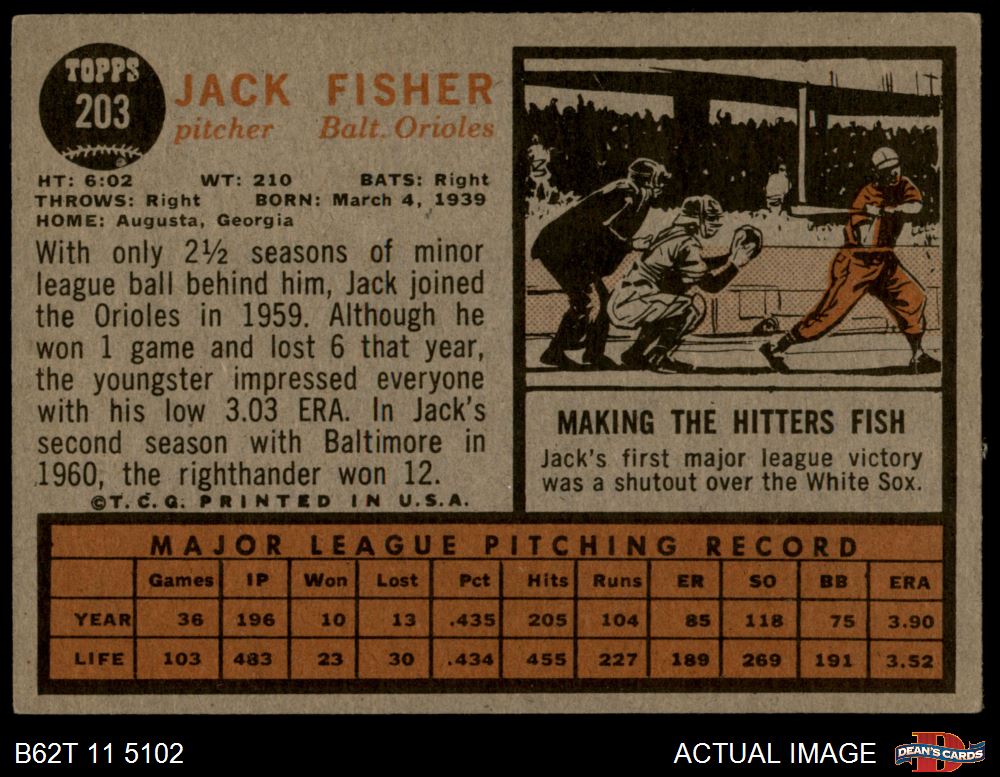 TOPPS
203
JACK FISHER
pitcher Balt. Orioles
HT: 6:02 WT: 210 BATS: Right
THROWS: Right BORN: March 4, 1939
HOME: Augusta, Georgia
With only 2½ seasons of minor
league ball behind him, Jack joined
the Orioles in 1959. Although he
won 1 game and lost 6 that year,
the youngster impressed everyone
with his low 3.03 ERA. In Jack's
second season with Baltimore in
1960, the righthander won 12.
©T.C.G. PRINTED IN U.S.A.
MAKING THE HITTERS FISH
Jack's first major league victory
was a shutout over the White Sox.
MAJOR LEAGUE PITCHING RECORD
Games IP Won Lost Pct Hits Runs ER SO BB ERA
YEAR 36 196 10 13 .435 205 104 85 118 75 3.90
LIFE 103 483 23 30 .434 455 227 189 269 191 3.52
B62T 11 5102
ACTUAL IMAGE
DEAN'S CARDS